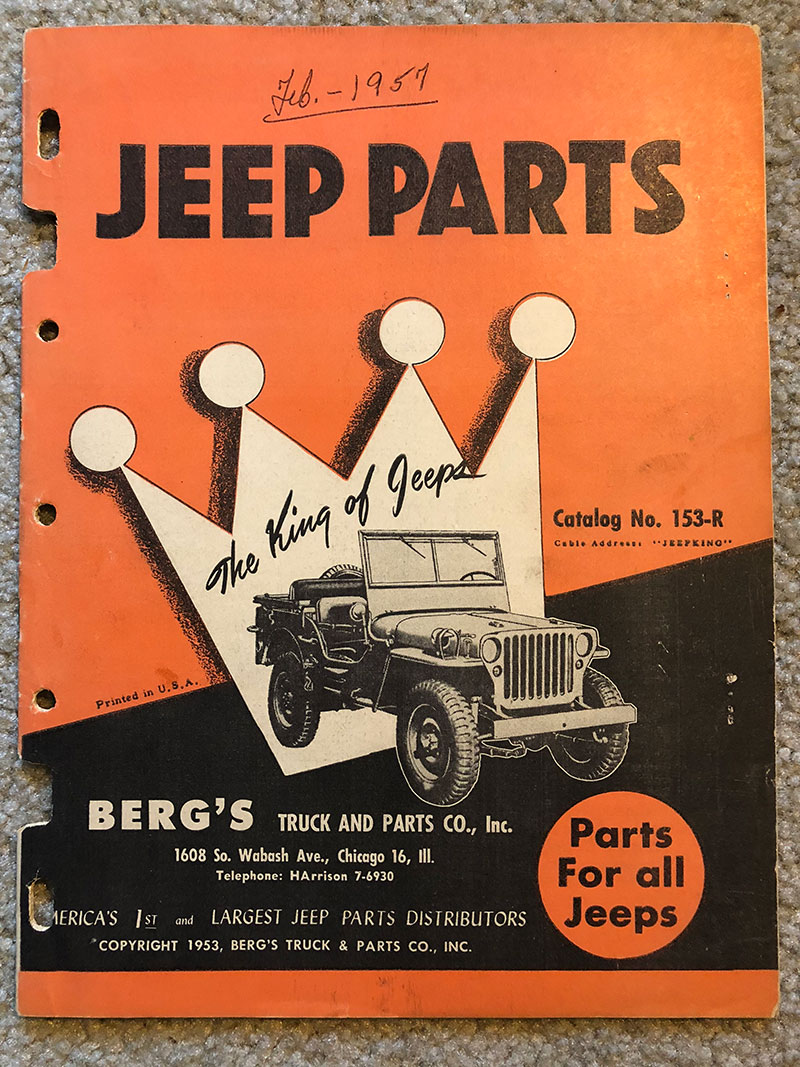 Feb. - 1957
JEEP PARTS
The King of Jeeps
Catalog No. 153-R
Cable Address: "JEEPKING"
Printed in U.S.A.
BERG'S TRUCK AND PARTS CO., Inc.
1608 So. Wabash Ave., Chicago 16, Ill.
Telephone: HArrison 7-6930
MERICA'S 1ST and LARGEST JEEP PARTS DISTRIBUTORS
COPYRIGHT 1953, BERG'S TRUCK & PARTS CO., INC.
Parts
For all
Jeeps